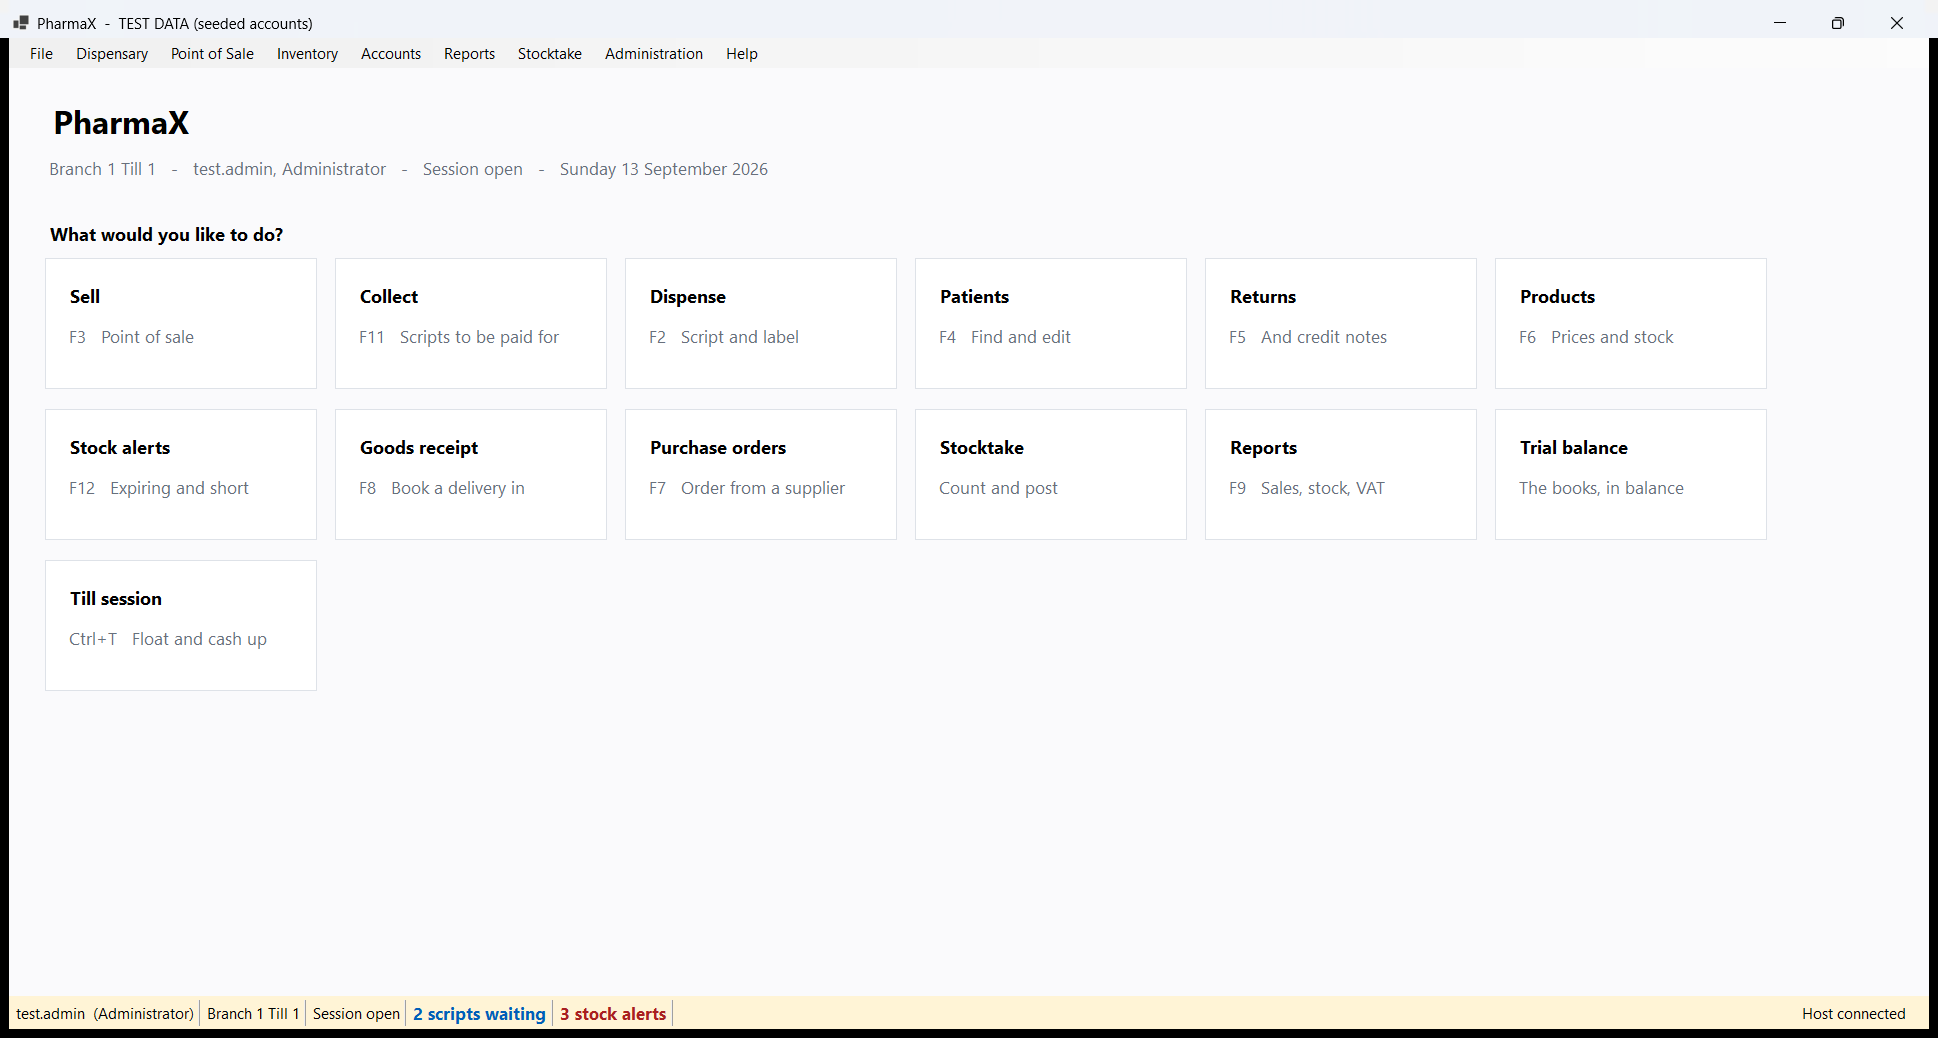 PharmaX - TEST DATA (seeded accounts)
File Dispensary Point of Sale Inventory Accounts Reports Stocktake Administration Help
PharmaX
Branch 1 Till 1 - test.admin, Administrator - Session open - Sunday 13 September 2026
What would you like to do?
Sell
F3 Point of sale
Collect
F11 Scripts to be paid for
Dispense
F2 Script and label
Patients
F4 Find and edit
Returns
F5 And credit notes
Products
F6 Prices and stock
Stock alerts
F12 Expiring and short
Goods receipt
F8 Book a delivery in
Purchase orders
F7 Order from a supplier
Stocktake
Count and post
Reports
F9 Sales, stock, VAT
Trial balance
The books, in balance
Till session
Ctrl+T Float and cash up
test.admin (Administrator) Branch 1 Till 1 Session open 2 scripts waiting 3 stock alerts Host connected